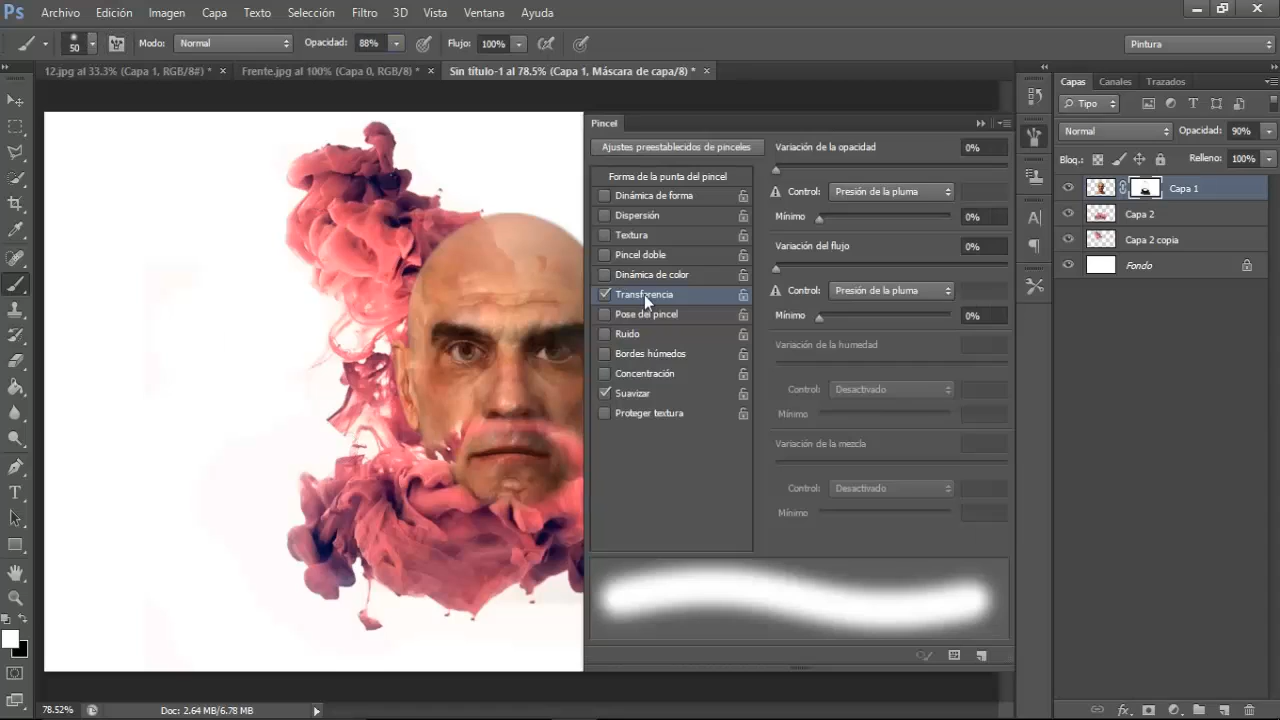 Ps Archivo Edición Imagen Capa Texto Selección Filtro 3D Vista Ventana Ayuda
50 Modo: Normal Opacidad: 88% Flujo: 100% Pintura
12.jpg al 33.3% (Capa 1, RGB/8#) * × Frente.jpg al 100% (Capa 0, RGB/8) * × Sin título-1 al 78.5% (Capa 1, Máscara de capa/8) * ×
Pincel
Ajustes preestablecidos de pinceles
Forma de la punta del pincel
Dinámica de forma
Dispersión
Textura
Pincel doble
Dinámica de color
Transferencia
Pose del pincel
Ruido
Bordes húmedos
Concentración
Suavizar
Proteger textura
Variación de la opacidad 0%
Control: Presión de la pluma
Mínimo 0%
Variación del flujo 0%
Control: Presión de la pluma
Mínimo 0%
Variación de la humedad
Control: Desactivado
Mínimo
Variación de la mezcla
Control: Desactivado
Mínimo
Capas Canales Trazados
Tipo
Normal Opacidad: 90%
Bloq.: Relleno: 100%
Capa 1
Capa 2
Capa 2 copia
Fondo
78.52% Doc: 2.64 MB/6.78 MB